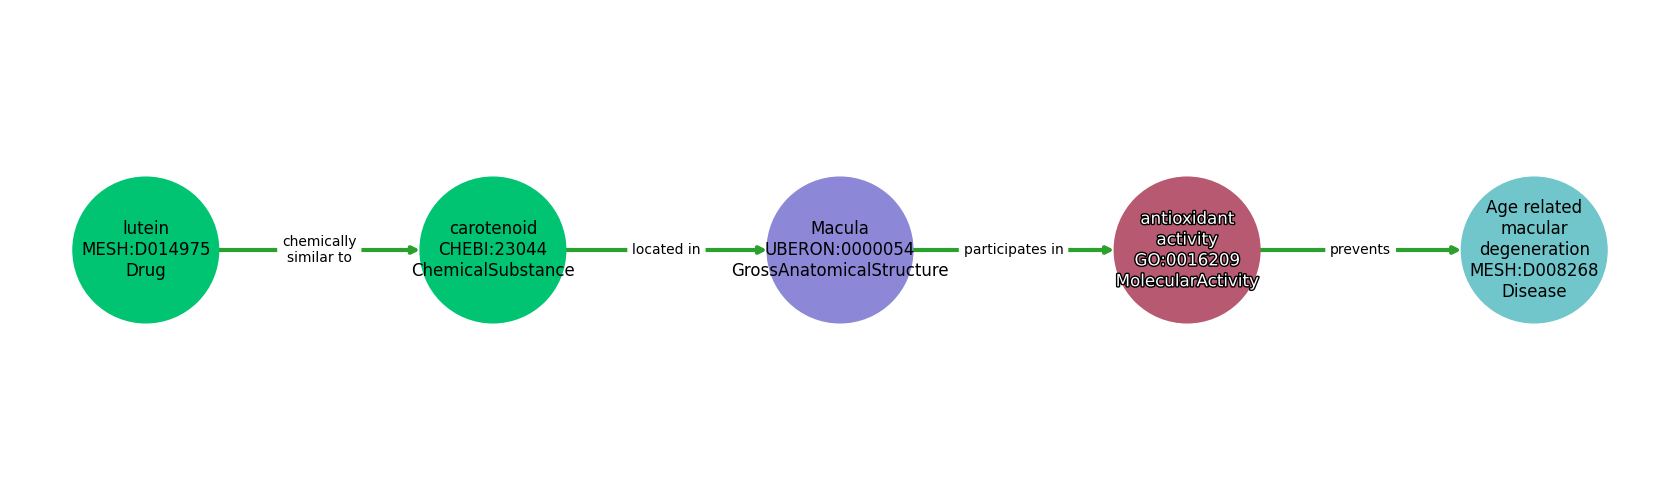 lutein
MESH:D014975
Drug
chemically
similar to
carotenoid
CHEBI:23044
ChemicalSubstance
located in
Macula
UBERON:0000054
GrossAnatomicalStructure
participates in
antioxidant
activity
GO:0016209
MolecularActivity
prevents
Age related
macular
degeneration
MESH:D008268
Disease